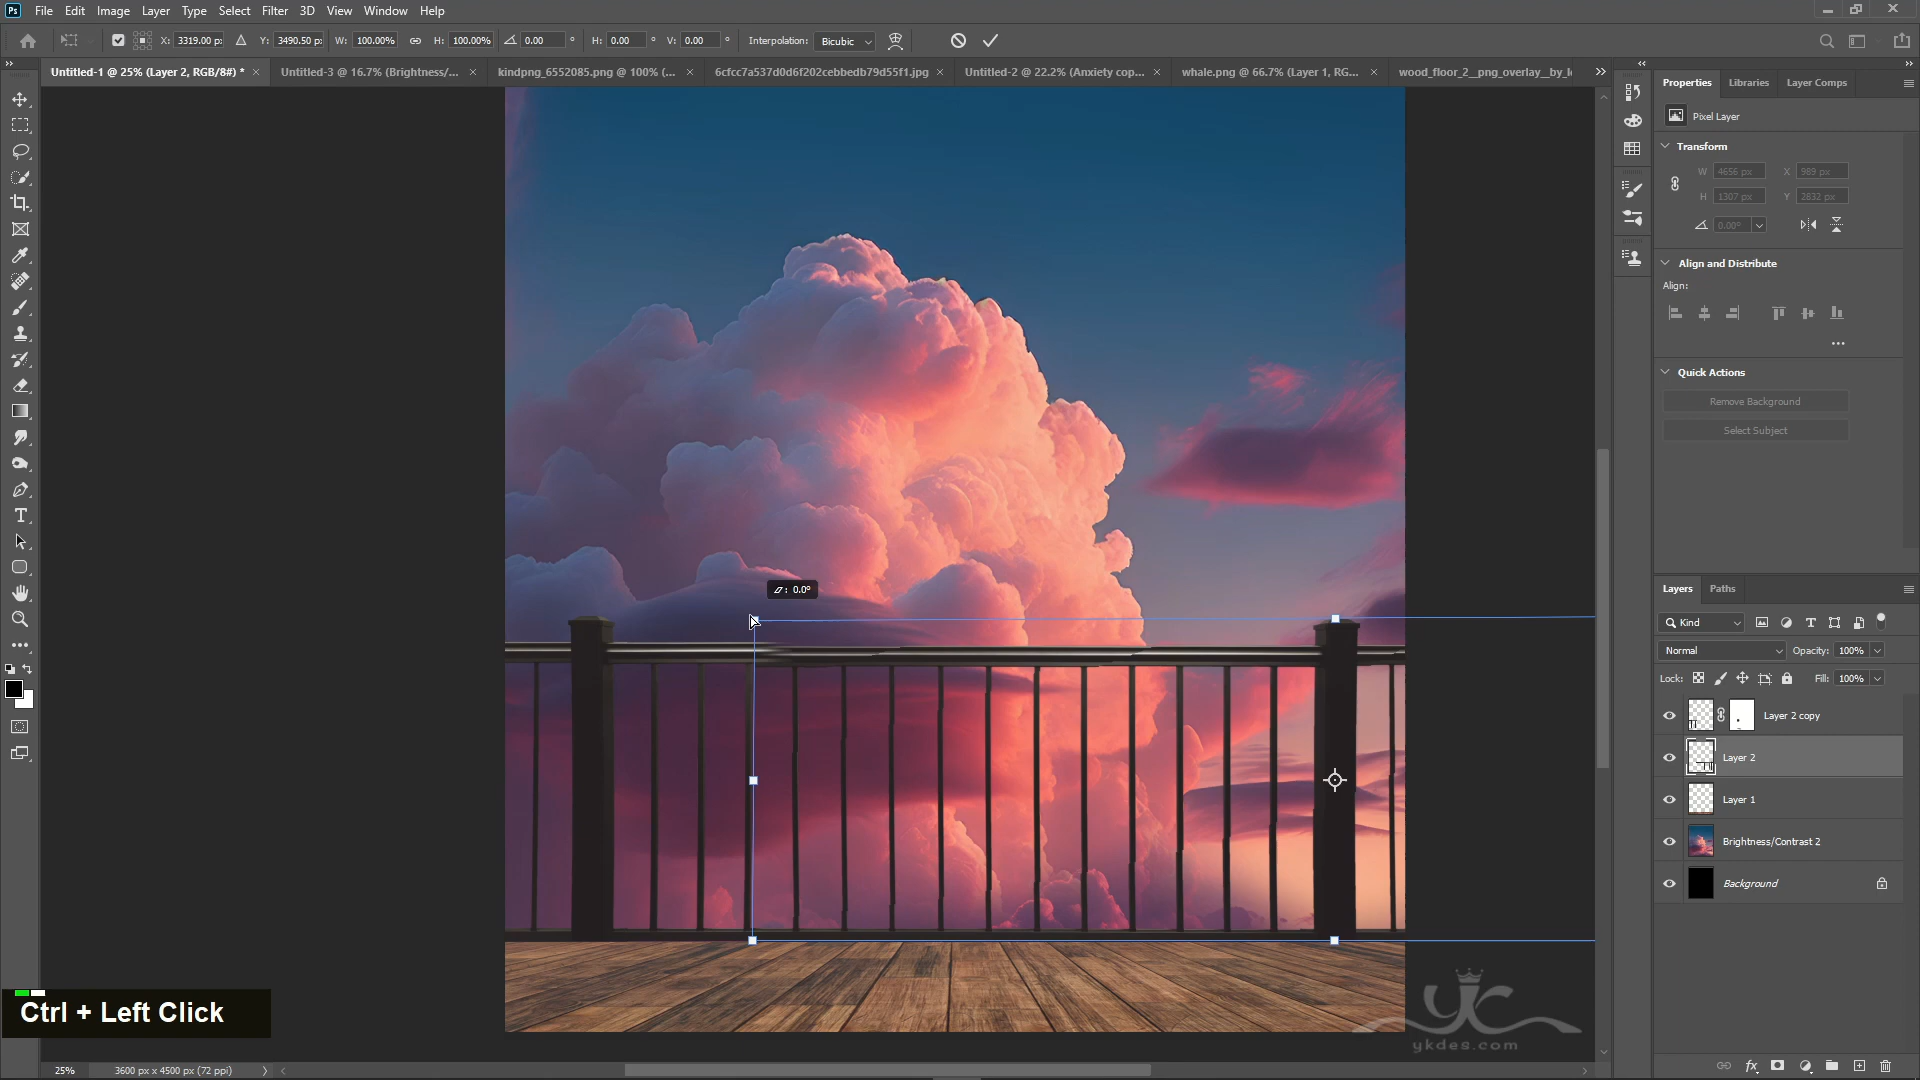 Ps File Edit Image Layer Type Select Filter 3D View Window Help
X: 3319.00 px Y: 3490.50 px W: 100.00% H: 100.00% 0.00 ° H: 0.00 ° V: 0.00 ° Interpolation: Bicubic
Untitled-1 @ 25% (Layer 2, RGB/8#) * × Untitled-3 @ 16.7% (Brightness/... × kindpng_6552085.png @ 100% (... × 6cfcc7a537d0d6f202cebbedb79d55f1.jpg × Untitled-2 @ 22.2% (Anxiety cop... × whale.png @ 66.7% (Layer 1, RG... × wood_floor_2__png_overlay__by_l
Properties Libraries Layer Comps
Pixel Layer
Transform
W 4656 px X 989 px
H 1307 px Y 2832 px
0.00°
Align and Distribute
Align:
Quick Actions
Remove Background
Select Subject
: 0.0°
Layers Paths
Kind
Normal Opacity: 100%
Lock: Fill: 100%
Layer 2 copy
Layer 2
Layer 1
Brightness/Contrast 2
Background
Ctrl + Left Click
ykdes.com
25% 3600 px x 4500 px (72 ppi)
fx